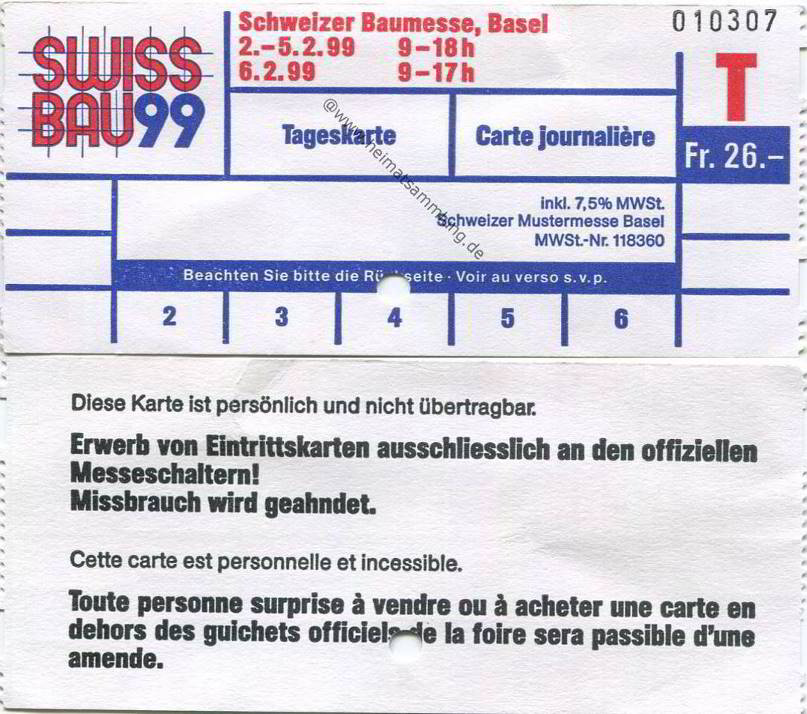 SWISS
BAU99
Schweizer Baumesse, Basel
2.–5.2.99 9–18h
6.2.99 9–17h
010307
T
Fr. 26.–
Tageskarte
Carte journalière
@www.heimatsammlung.de
inkl. 7,5% MWSt.
Schweizer Mustermesse Basel
MWSt.-Nr. 118360
Beachten Sie bitte die Rückseite · Voir au verso s.v.p.
2 3 4 5 6
Diese Karte ist persönlich und nicht übertragbar.
Erwerb von Eintrittskarten ausschliesslich an den offiziellen
Messeschaltern!
Missbrauch wird geahndet.
Cette carte est personnelle et incessible.
Toute personne surprise à vendre ou à acheter une carte en
dehors des guichets officiels de la foire sera passible d'une
amende.